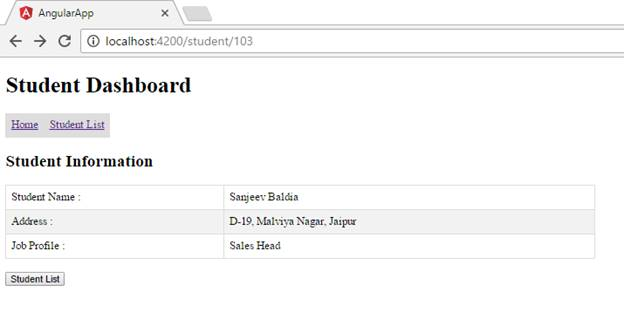 AngularApp
localhost:4200/student/103
Student Dashboard
Home Student List
Student Information
Student Name : Sanjeev Baldia
Address : D-19, Malviya Nagar, Jaipur
Job Profile : Sales Head
Student List